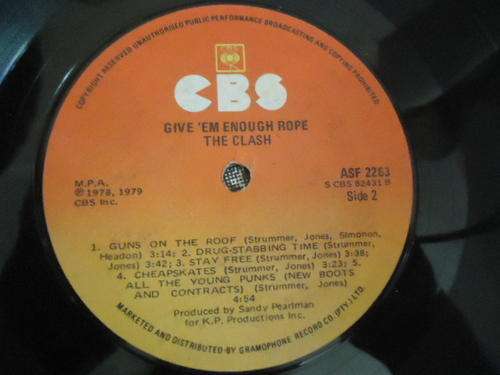 COPYRIGHT RESERVED UNAUTHORISED PUBLIC PERFORMANCE BROADCASTING AND COPYING PROHIBITED.
CBS
GIVE 'EM ENOUGH ROPE
THE CLASH
M.P.A.
℗ 1978, 1979
CBS Inc.
ASF 2263
S CBS 82431 B
Side 2
1. GUNS ON THE ROOF (Strummer, Jones, Simonon,
Headon) 3:14; 2. DRUG-STABBING TIME (Strummer,
Jones) 3:42; 3. STAY FREE (Strummer, Jones) 3:38;
4. CHEAPSKATES (Strummer, Jones) 3:23; 5.
ALL THE YOUNG PUNKS (NEW BOOTS
AND CONTRACTS) (Strummer, Jones)
4:54
Produced by Sandy Pearlman
for K.P. Productions Inc.
MARKETED AND DISTRIBUTED BY GRAMOPHONE RECORD CO (PTY.) LTD.